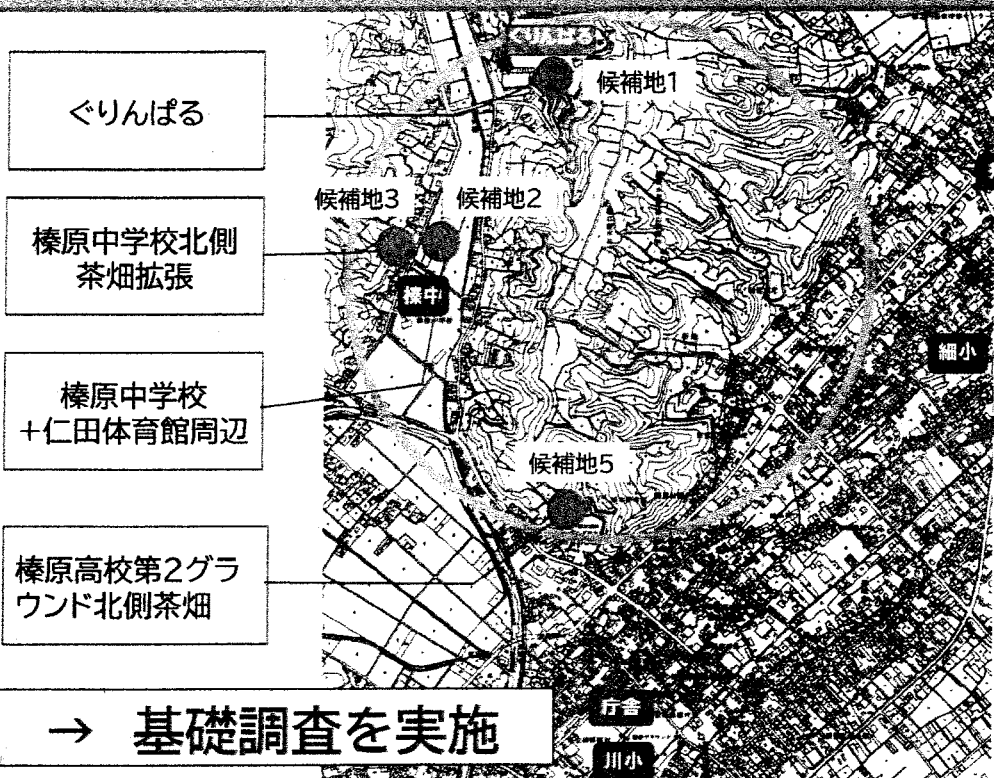 ぐりんぱる
ぐりんぱる
候補地1
候補地3
候補地2
榛原中学校北側
茶畑拡張
榛中
細小
榛原中学校
+仁田体育館周辺
候補地5
榛原高校第2グラ
ウンド北側茶畑
→ 基礎調査を実施
庁舎
川小